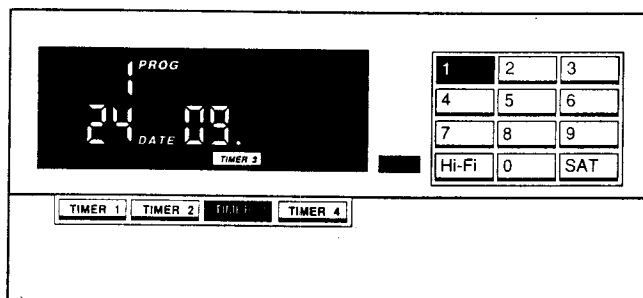 1 PROG
24 DATE 09.
TIMER 3
1 2 3
4 5 6
7 8 9
Hi-Fi 0 SAT
TIMER 1 TIMER 2 TIMER TIMER 4